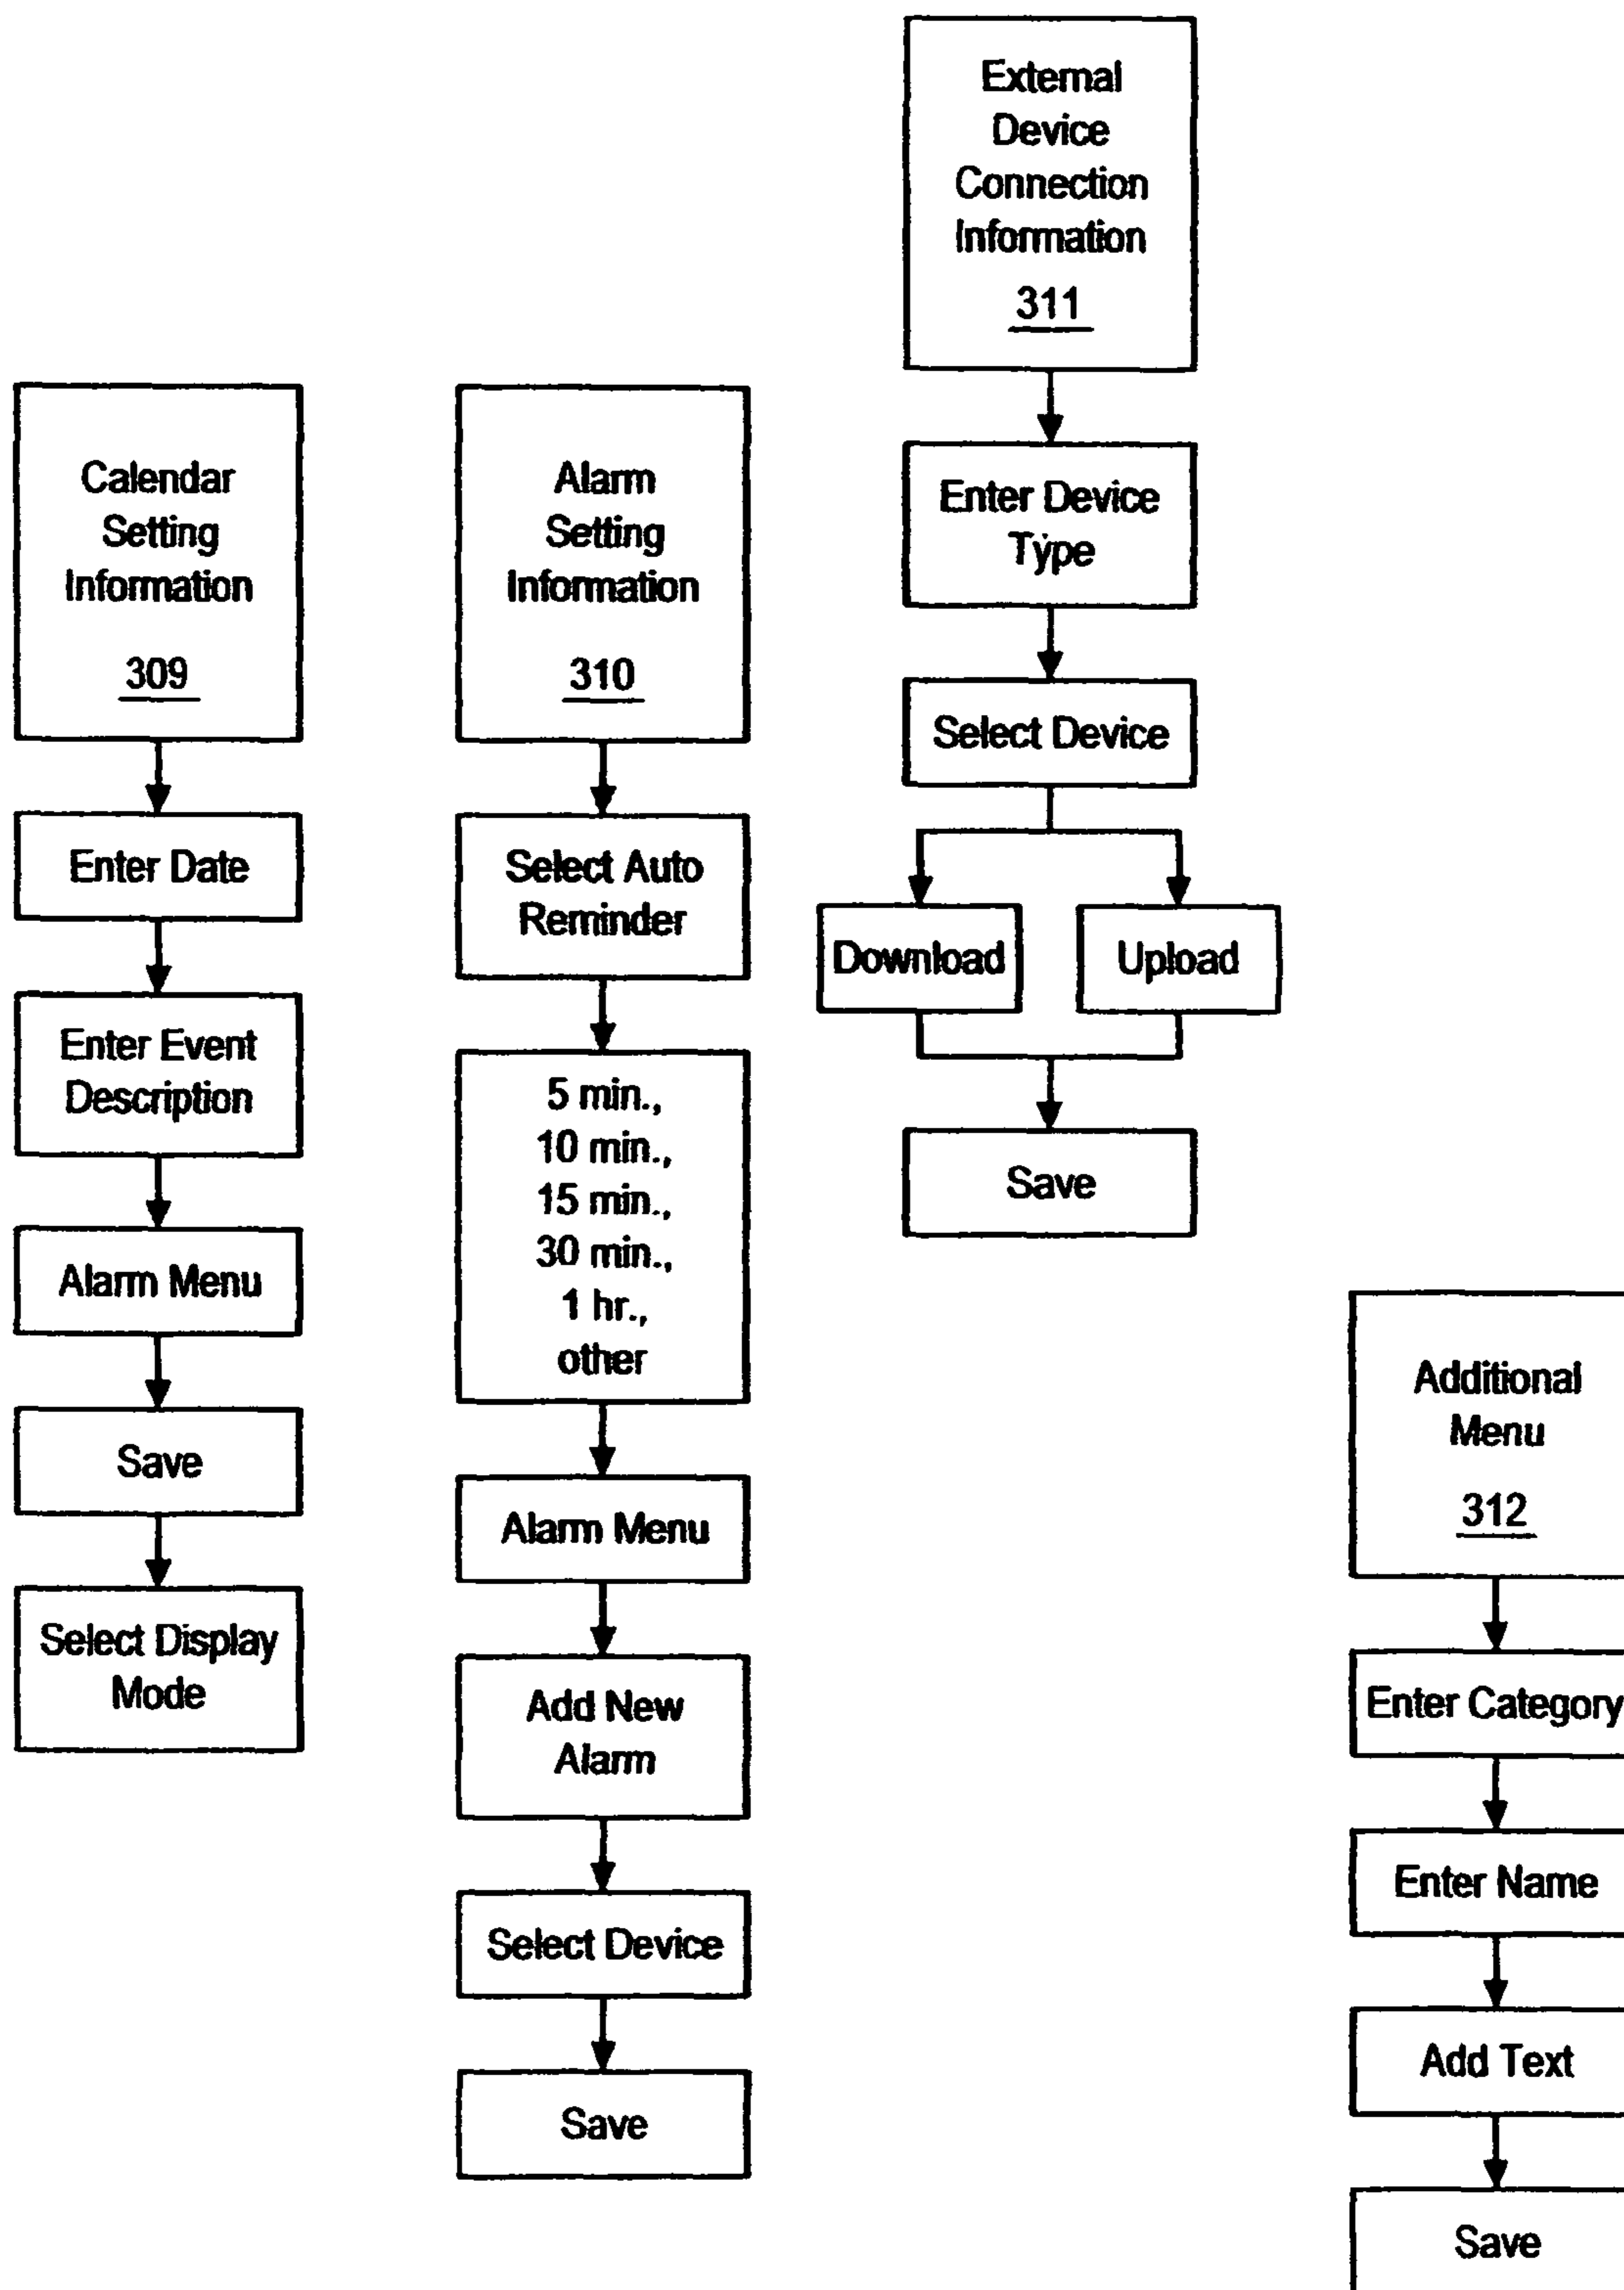 Calendar
Setting
Information
309
Enter Date
Enter Event
Description
Alarm Menu
Save
Select Display
Mode
Alarm
Setting
Information
310
Select Auto
Reminder
5 min.,
10 min.,
15 min.,
30 min.,
1 hr.,
other
Alarm Menu
Add New
Alarm
Select Device
Save
External
Device
Connection
Information
311
Enter Device
Type
Select Device
Download
Upload
Save
Additional
Menu
312
Enter Category
Enter Name
Add Text
Save